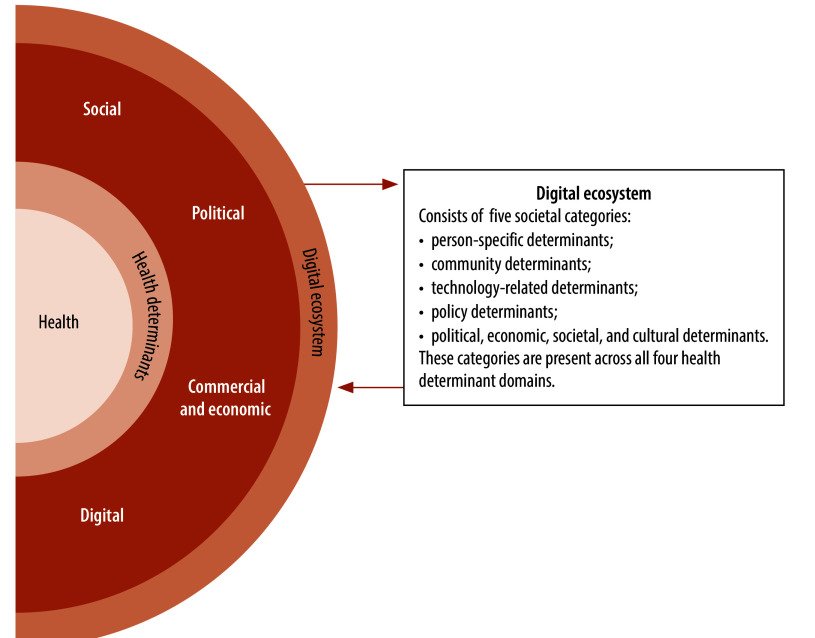 Social
Political
Health determinants
Digital ecosystem
Health
Commercial
and economic
Digital
Digital ecosystem
Consists of five societal categories:
• person-specific determinants;
• community determinants;
• technology-related determinants;
• policy determinants;
• political, economic, societal, and cultural determinants.
These categories are present across all four health
determinant domains.